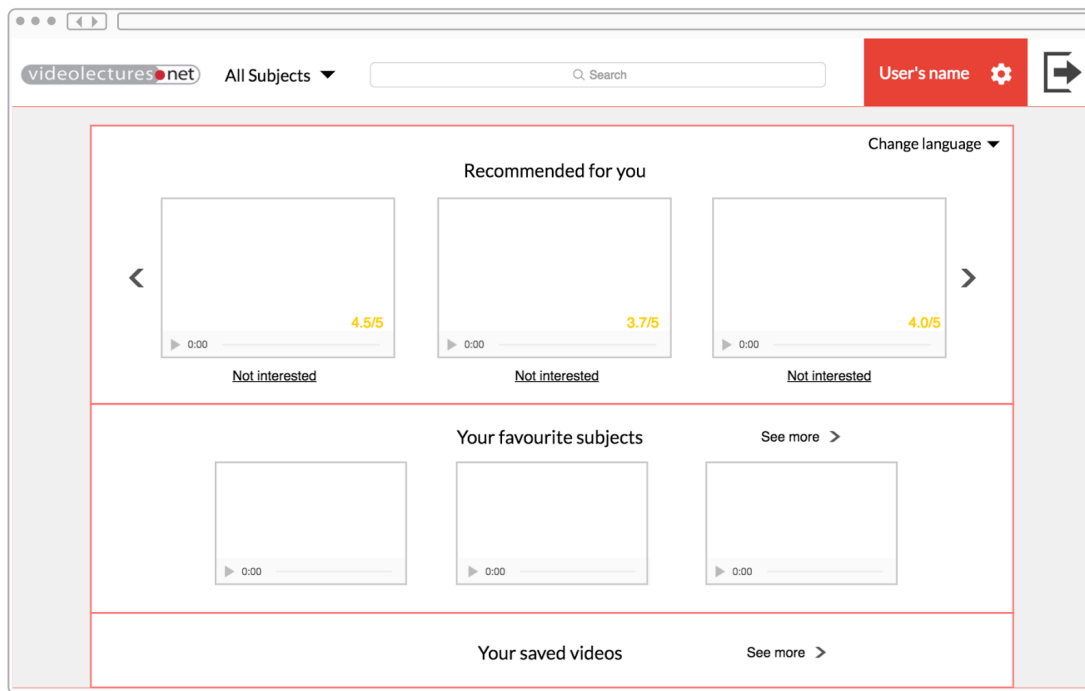 videolectures.net
All Subjects
Search
User's name
Change language
Recommended for you
4.5/5
3.7/5
4.0/5
0:00
0:00
0:00
Not interested
Not interested
Not interested
Your favourite subjects
See more
0:00
0:00
0:00
Your saved videos
See more